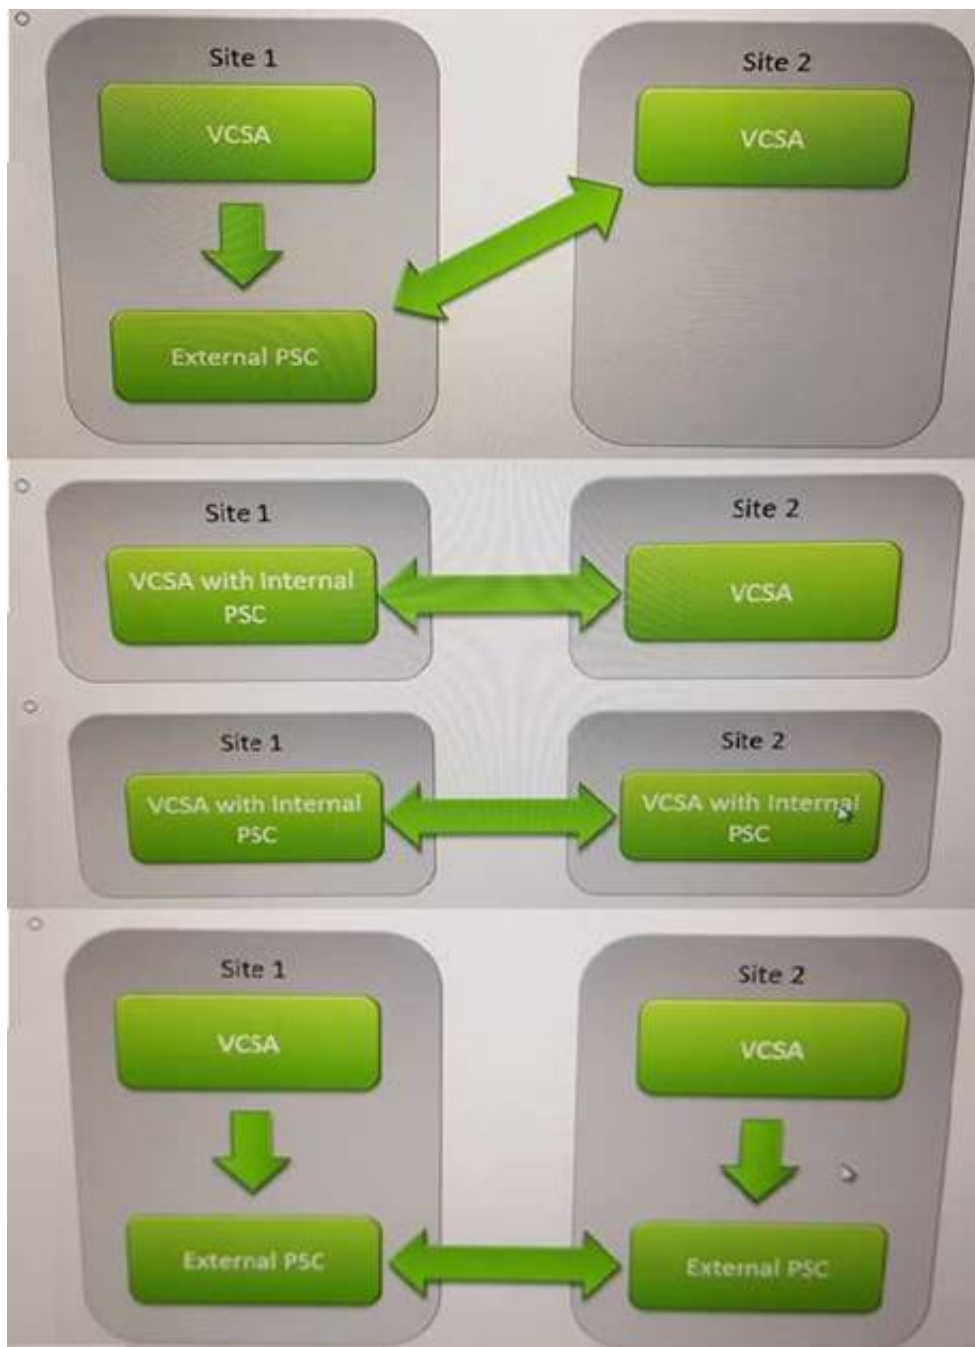 Site 1
Site 2
VCSA
VCSA
External PSC
Site 1
Site 2
VCSA with Internal
PSC
VCSA
Site 1
Site 2
VCSA with Internal
PSC
VCSA with Internal
PSC
Site 1
Site 2
VCSA
VCSA
External PSC
External PSC